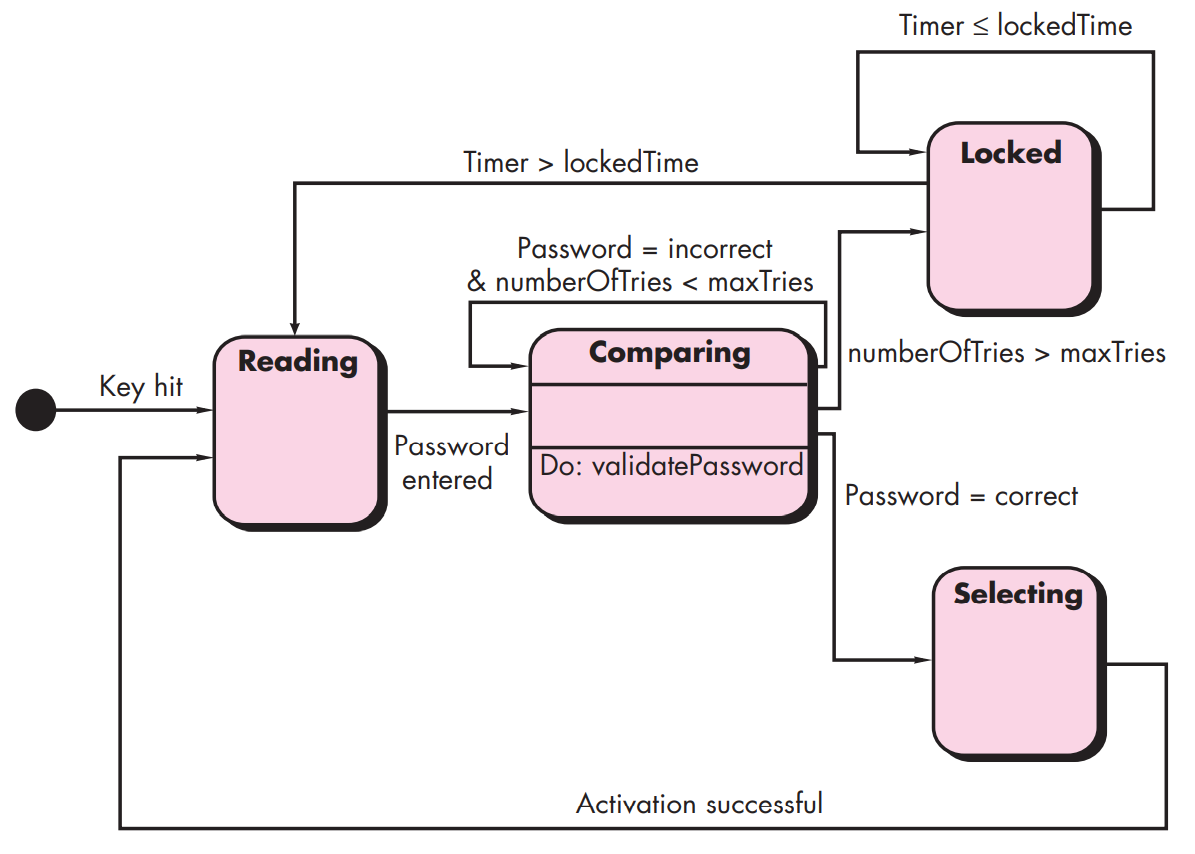 Timer ≤ lockedTime
Locked
Timer > lockedTime
Password = incorrect
& numberOfTries < maxTries
Comparing
numberOfTries > maxTries
Reading
Key hit
Password
entered
Do: validatePassword
Password = correct
Selecting
Activation successful